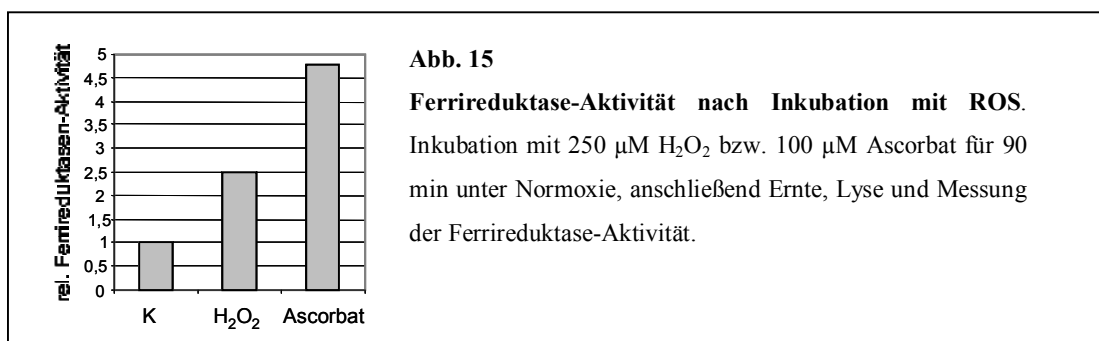 rel. Ferrireduktasen-Aktivität
5
4,5
4
3,5
3
2,5
2
1,5
1
0,5
0
K H₂O₂ Ascorbat
Abb. 15
Ferrireduktase-Aktivität nach Inkubation mit ROS.
Inkubation mit 250 µM H₂O₂ bzw. 100 µM Ascorbat für 90
min unter Normoxie, anschließend Ernte, Lyse und Messung
der Ferrireduktase-Aktivität.